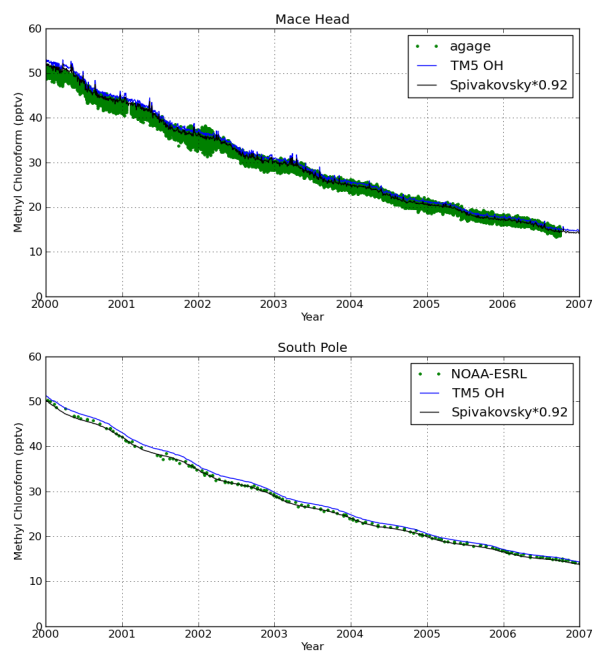 Mace Head
60
50
40
30
20
10
0
Methyl Chloroform (pptv)
agage
TM5 OH
Spivakovsky*0.92
2000 2001 2002 2003 2004 2005 2006 2007
Year
South Pole
60
50
40
30
20
10
0
Methyl Chloroform (pptv)
NOAA-ESRL
TM5 OH
Spivakovsky*0.92
2000 2001 2002 2003 2004 2005 2006 2007
Year